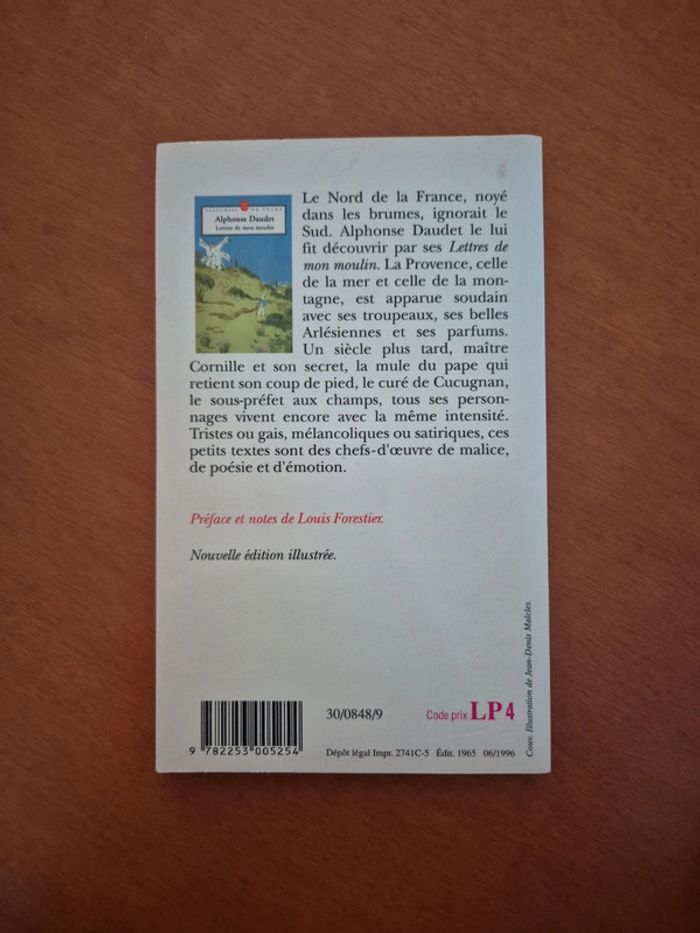 Alphonse Daudet
Lettres de mon moulin
Le Nord de la France, noyé
dans les brumes, ignorait le
Sud. Alphonse Daudet le lui
fit découvrir par ses Lettres de
mon moulin. La Provence, celle
de la mer et celle de la mon-
tagne, est apparue soudain
avec ses troupeaux, ses belles
Arlésiennes et ses parfums.
Un siècle plus tard, maître
Cornille et son secret, la mule du pape qui
retient son coup de pied, le curé de Cucugnan,
le sous-préfet aux champs, tous ses person-
nages vivent encore avec la même intensité.
Tristes ou gais, mélancoliques ou satiriques, ces
petits textes sont des chefs-d'œuvre de malice,
de poésie et d'émotion.
Préface et notes de Louis Forestier.
Nouvelle édition illustrée.
Couv. Illustration de Jean-Denis Malcles.
30/0848/9
Code prix LP 4
9 782253 005254
Dépôt légal Impr. 2741C-5 Édit. 1965 06/1996